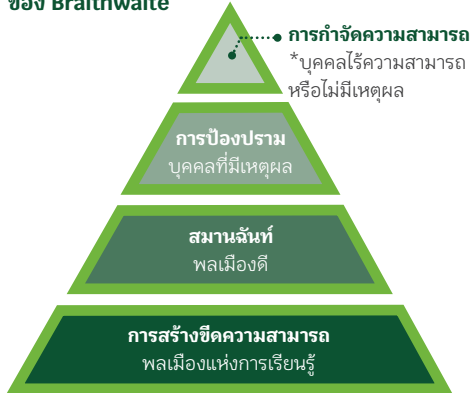 ของ Braithwaite
การกำจัดความสามารถ
*บุคคลไร้ความสามารถ
หรือไม่มีเหตุผล
การป้องปราม
บุคคลที่มีเหตุผล
สมานฉันท์
พลเมืองดี
การสร้างขีดความสามารถ
พลเมืองแห่งการเรียนรู้